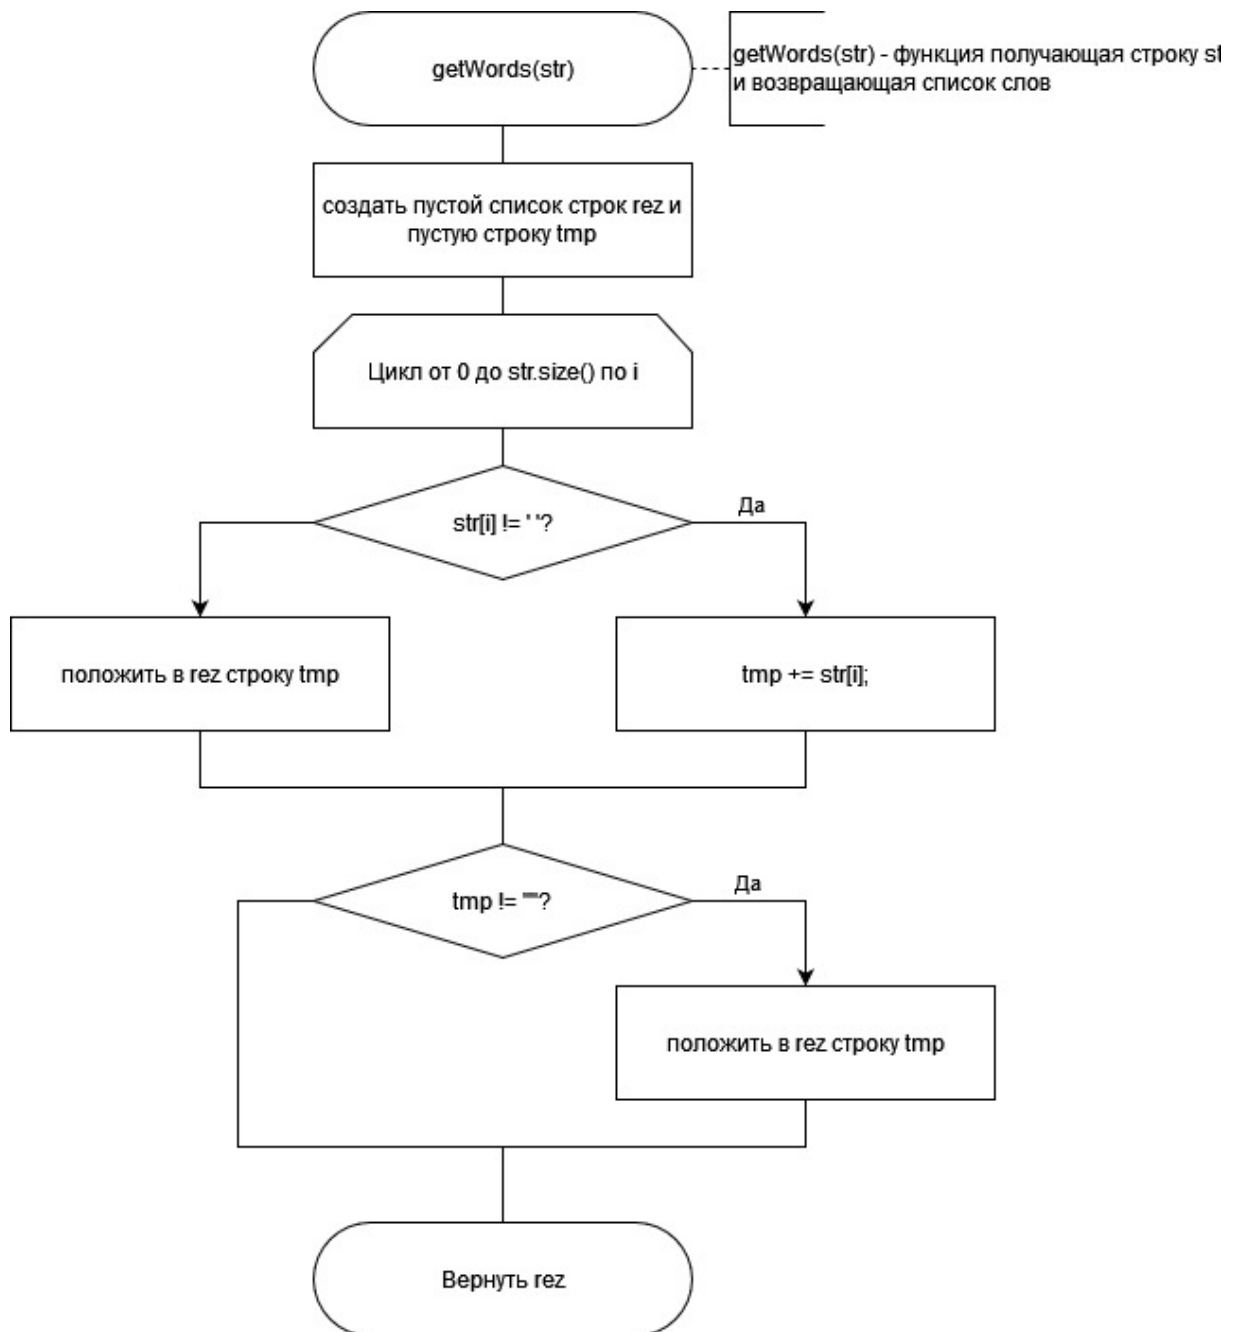 getWords(str)
getWords(str) - функция получающая строку st
и возвращающая список слов
создать пустой список строк rez и
пустую строку tmp
Цикл от 0 до str.size() по i
str[i] != ' '?
Да
положить в rez строку tmp
tmp += str[i];
tmp != ""?
Да
положить в rez строку tmp
Вернуть rez